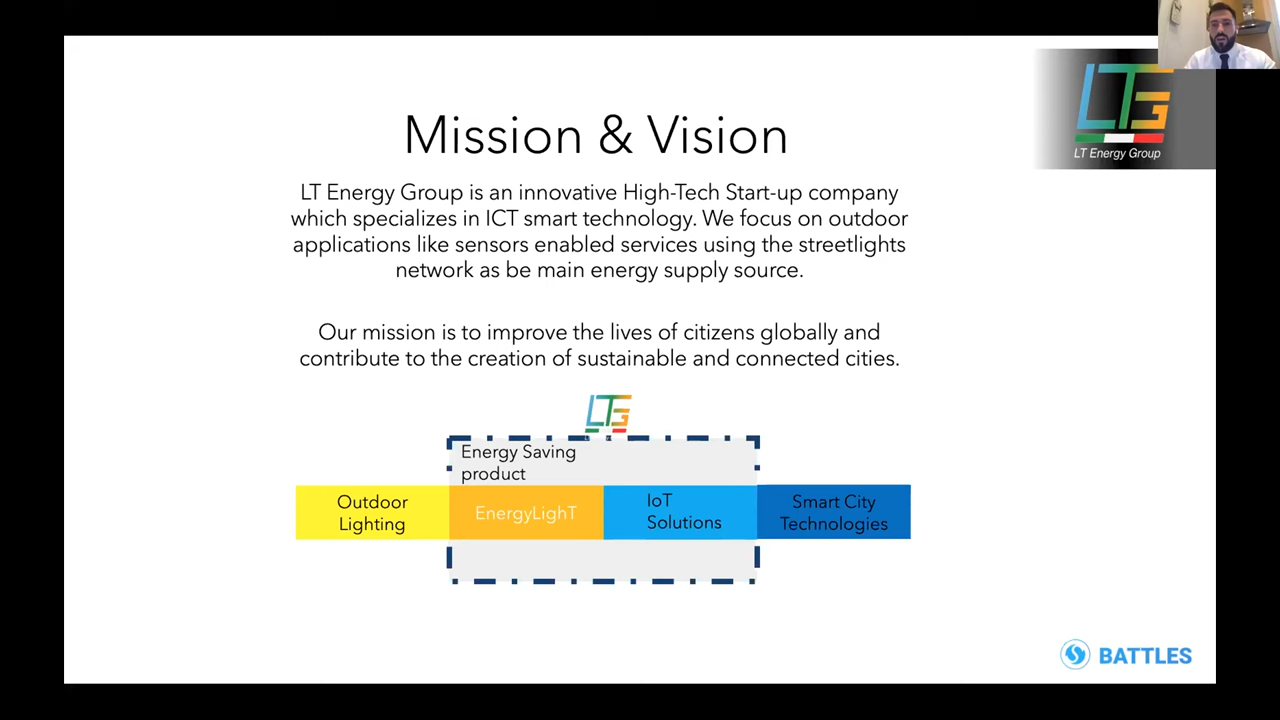 LTG
LT Energy Group
Mission & Vision
LT Energy Group is an innovative High-Tech Start-up company
which specializes in ICT smart technology. We focus on outdoor
applications like sensors enabled services using the streetlights
network as be main energy supply source.
Our mission is to improve the lives of citizens globally and
contribute to the creation of sustainable and connected cities.
LTG
Energy Saving
product
Outdoor
Lighting
EnergyLighT
IoT
Solutions
Smart City
Technologies
BATTLES